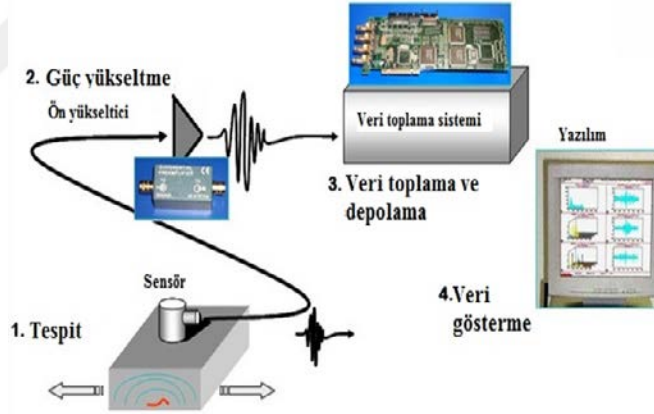 2. Güç yükseltme
Ön yükseltici
Veri toplama sistemi
Yazılım
3. Veri toplama ve
depolama
Sensör
4.Veri
gösterme
1. Tespit